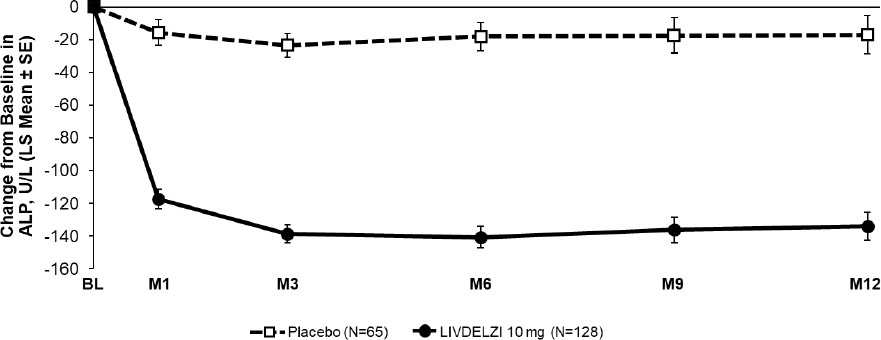 Change from Baseline in
ALP, U/L (LS Mean ± SE)
0
-20
-40
-60
-80
-100
-120
-140
-160
BL M1 M3 M6 M9 M12
Placebo (N=65) LIVDELZI 10 mg (N=128)